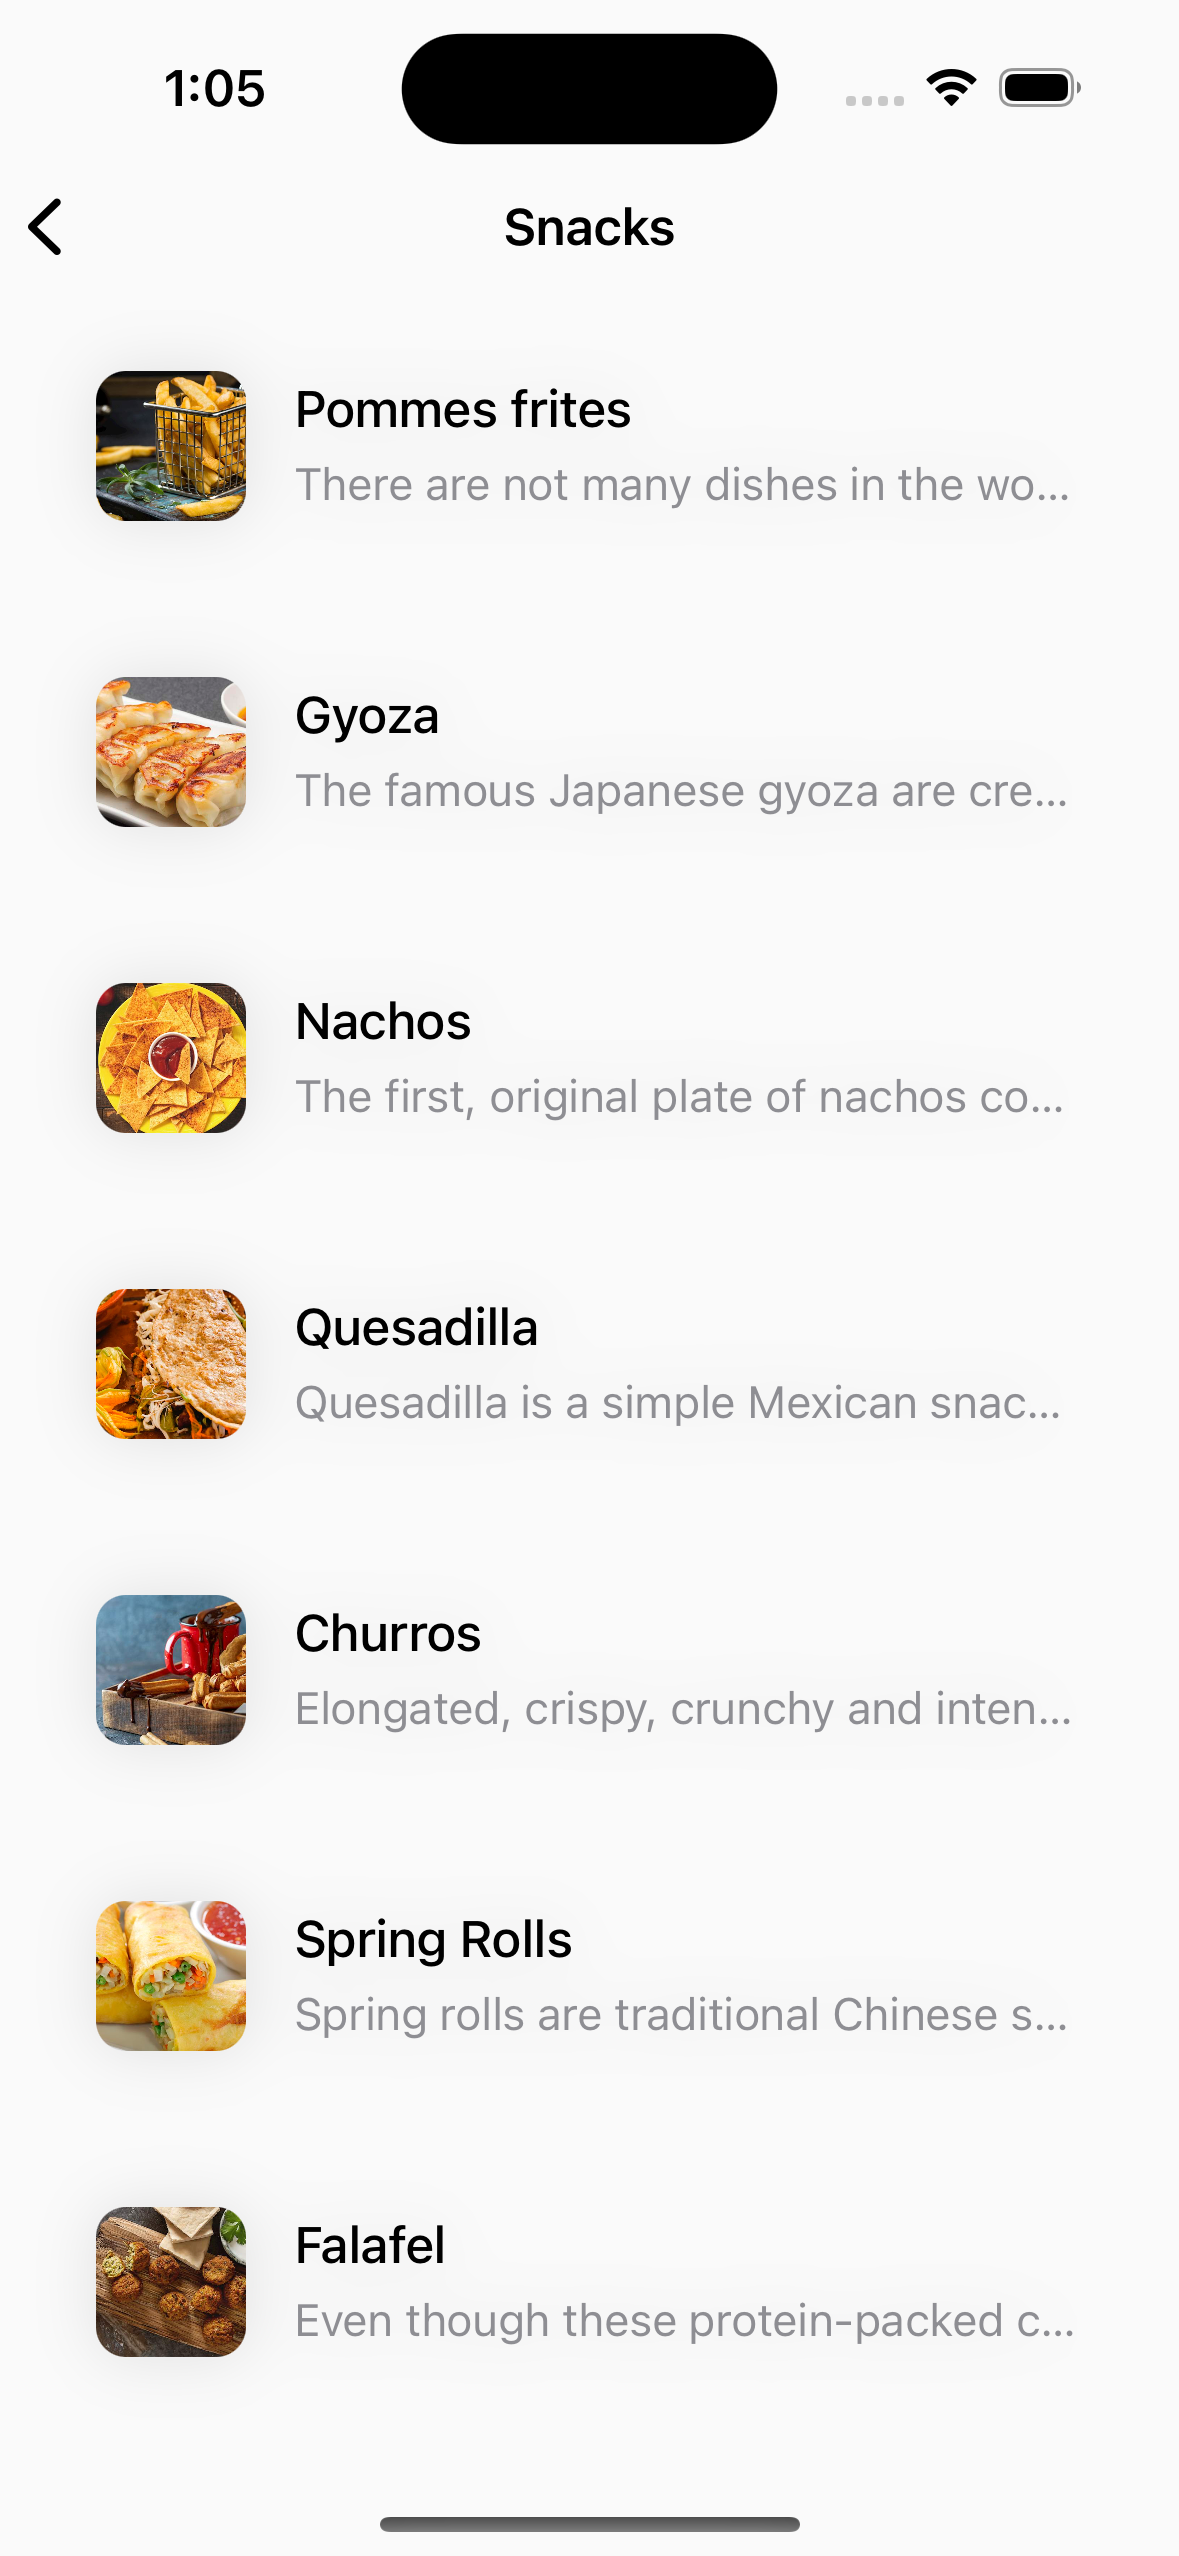 1:05
Snacks
Pommes frites
There are not many dishes in the wo...
Gyoza
The famous Japanese gyoza are cre...
Nachos
The first, original plate of nachos co...
Quesadilla
Quesadilla is a simple Mexican snac...
Churros
Elongated, crispy, crunchy and inten...
Spring Rolls
Spring rolls are traditional Chinese s...
Falafel
Even though these protein-packed c...